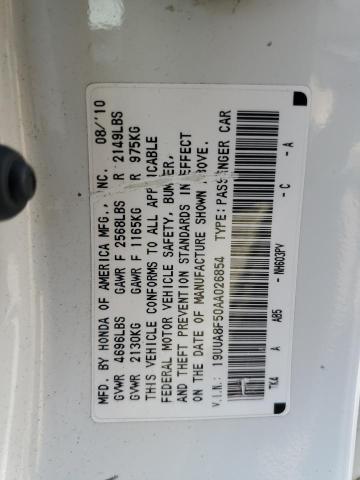 MFD. BY HONDA OF AMERICA MFG., INC. 08/'10
GVWR 4696LBS GAWR F 2568LBS R 2149LBS
GVWR 2130KG GAWR F 1165KG R 975KG
THIS VEHICLE CONFORMS TO ALL APPLICABLE
FEDERAL MOTOR VEHICLE SAFETY, BUMPER,
AND THEFT PREVENTION STANDARDS IN EFFECT
ON THE DATE OF MANUFACTURE SHOWN ABOVE.
V.I.N.: 19UUA8F50AA026854 TYPE: PASSENGER CAR
TK4 A A85 -NH603PV -C -A